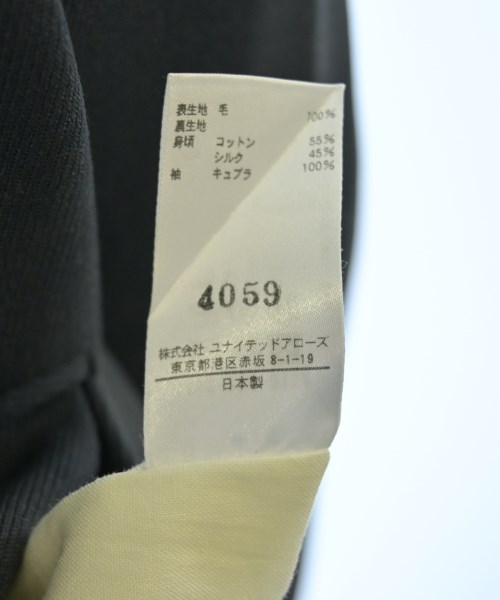 表生地 毛 100%
裏生地
身頃 コットン 55%
シルク 45%
袖 キュプラ 100%
4059
株式会社 ユナイテッドアローズ
東京都港区赤坂 8-1-19
日本製